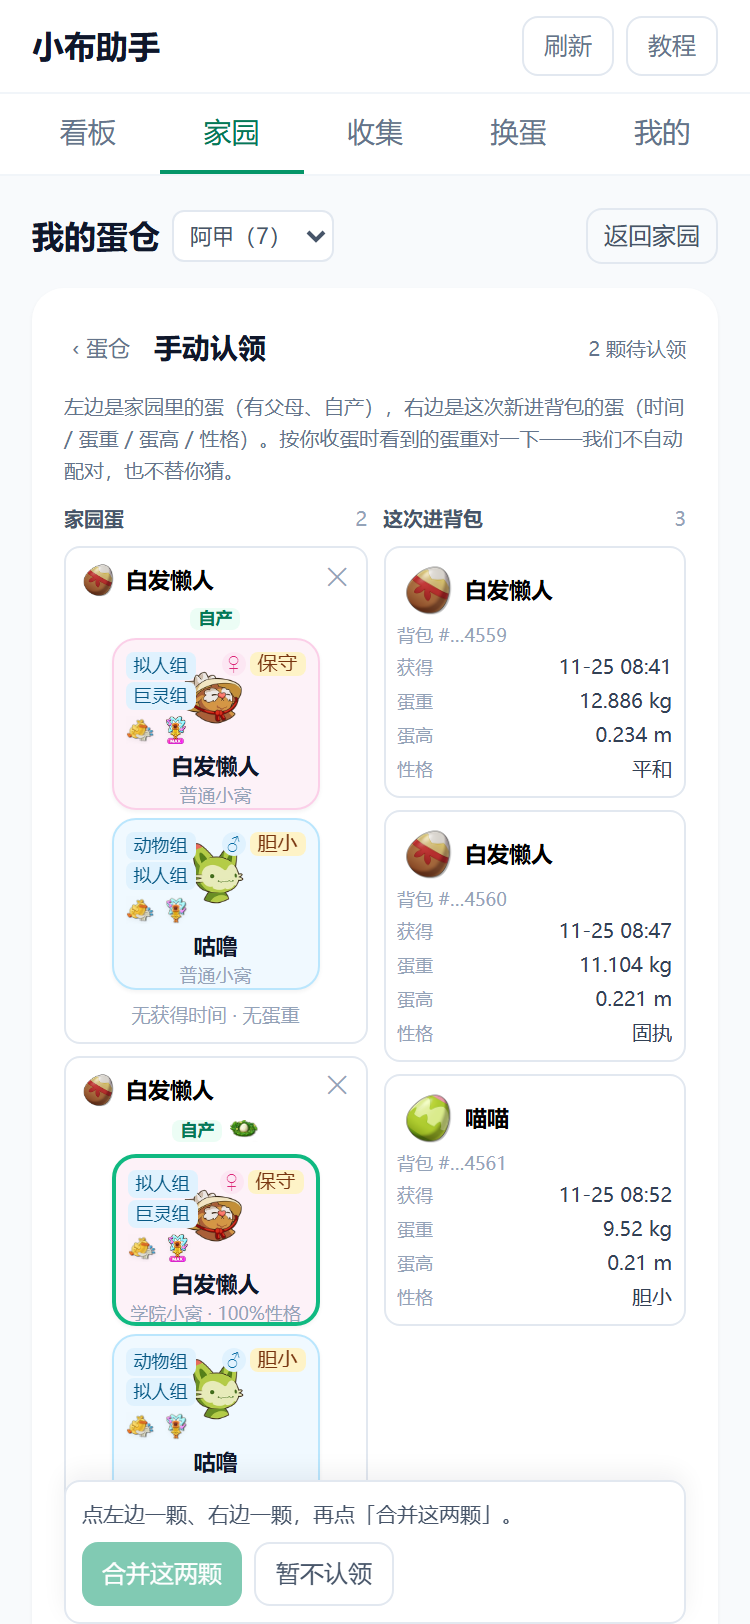 小布助手
刷新
教程
看板
家园
收集
换蛋
我的
我的蛋仓
阿甲（7）
返回家园
‹ 蛋仓
手动认领
2 颗待认领
左边是家园里的蛋（有父母、自产），右边是这次新进背包的蛋（时间
/ 蛋重 / 蛋高 / 性格）。按你收蛋时看到的蛋重对一下——我们不自动
配对，也不替你猜。
家园蛋
2
白发懒人
自产
拟人组
♀
保守
巨灵组
MAX
白发懒人
普通小窝
动物组
♂
胆小
拟人组
咕噜
普通小窝
无获得时间 · 无蛋重
白发懒人
自产
拟人组
♀
保守
巨灵组
MAX
白发懒人
学院小窝 · 100%性格
动物组
♂
胆小
拟人组
咕噜
这次进背包
3
白发懒人
背包 #...4559
获得 11-25 08:41
蛋重 12.886 kg
蛋高 0.234 m
性格 平和
白发懒人
背包 #...4560
获得 11-25 08:47
蛋重 11.104 kg
蛋高 0.221 m
性格 固执
喵喵
背包 #...4561
获得 11-25 08:52
蛋重 9.52 kg
蛋高 0.21 m
性格 胆小
点左边一颗、右边一颗，再点「合并这两颗」。
合并这两颗
暂不认领